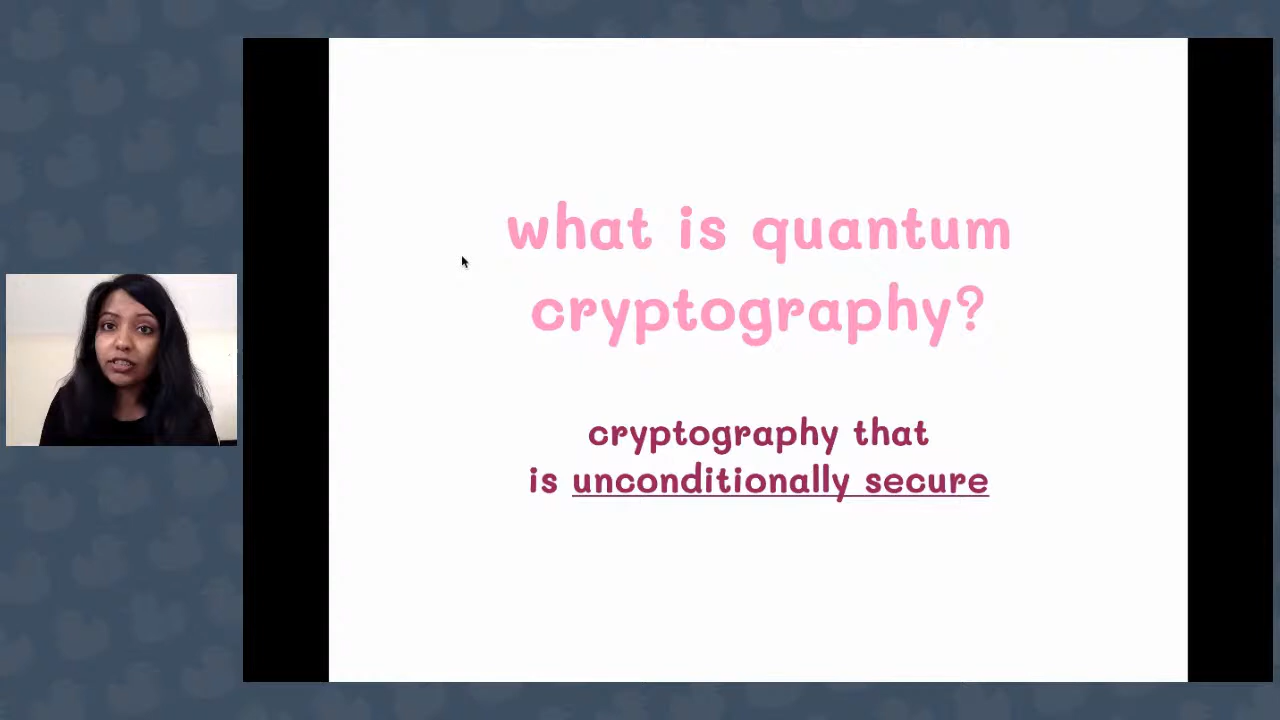 what is quantum
cryptography?
cryptography that
is unconditionally secure